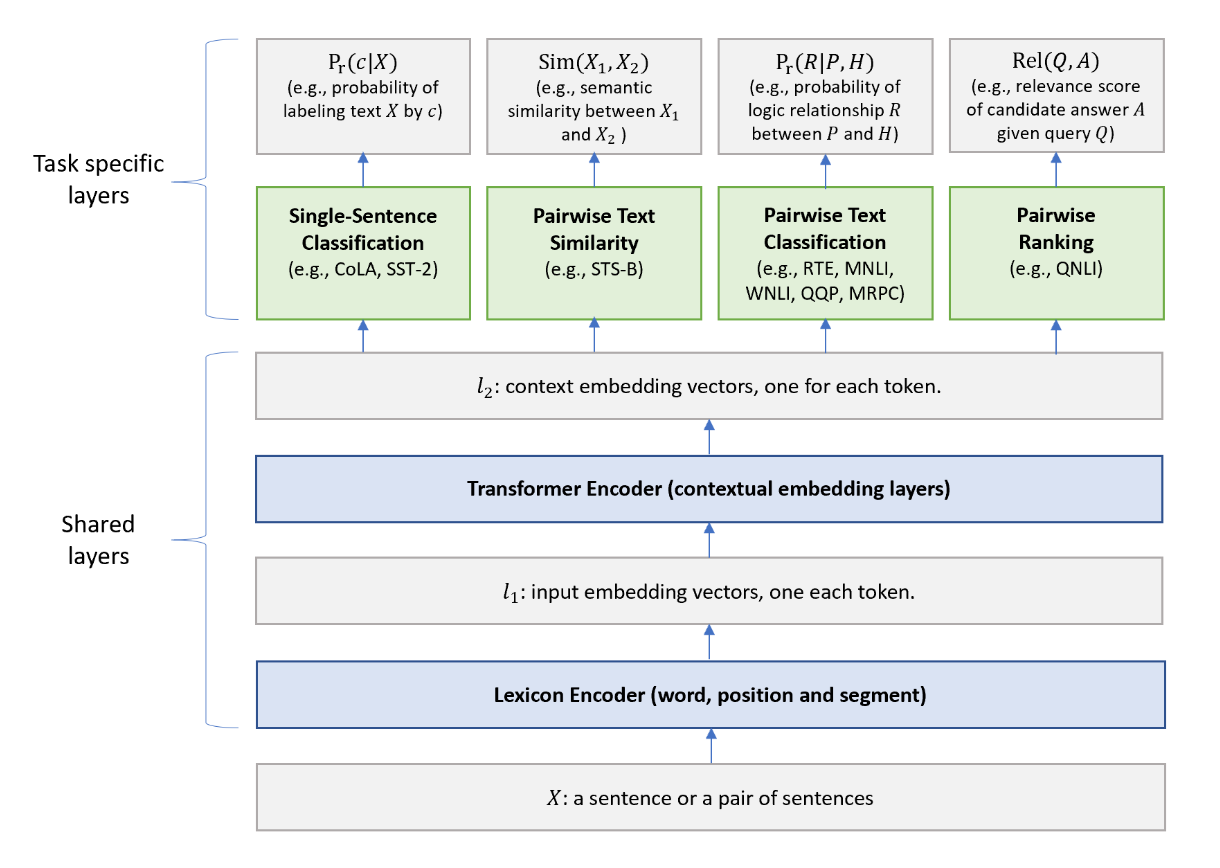 Pr(c|X)
(e.g., probability of
labeling text X by c)
Sim(X1, X2)
(e.g., semantic
similarity between X1
and X2 )
Pr(R|P, H)
(e.g., probability of
logic relationship R
between P and H)
Rel(Q, A)
(e.g., relevance score
of candidate answer A
given query Q)
Task specific
layers
Single-Sentence
Classification
(e.g., CoLA, SST-2)
Pairwise Text
Similarity
(e.g., STS-B)
Pairwise Text
Classification
(e.g., RTE, MNLI,
WNLI, QQP, MRPC)
Pairwise
Ranking
(e.g., QNLI)
l2: context embedding vectors, one for each token.
Transformer Encoder (contextual embedding layers)
Shared
layers
l1: input embedding vectors, one each token.
Lexicon Encoder (word, position and segment)
X: a sentence or a pair of sentences